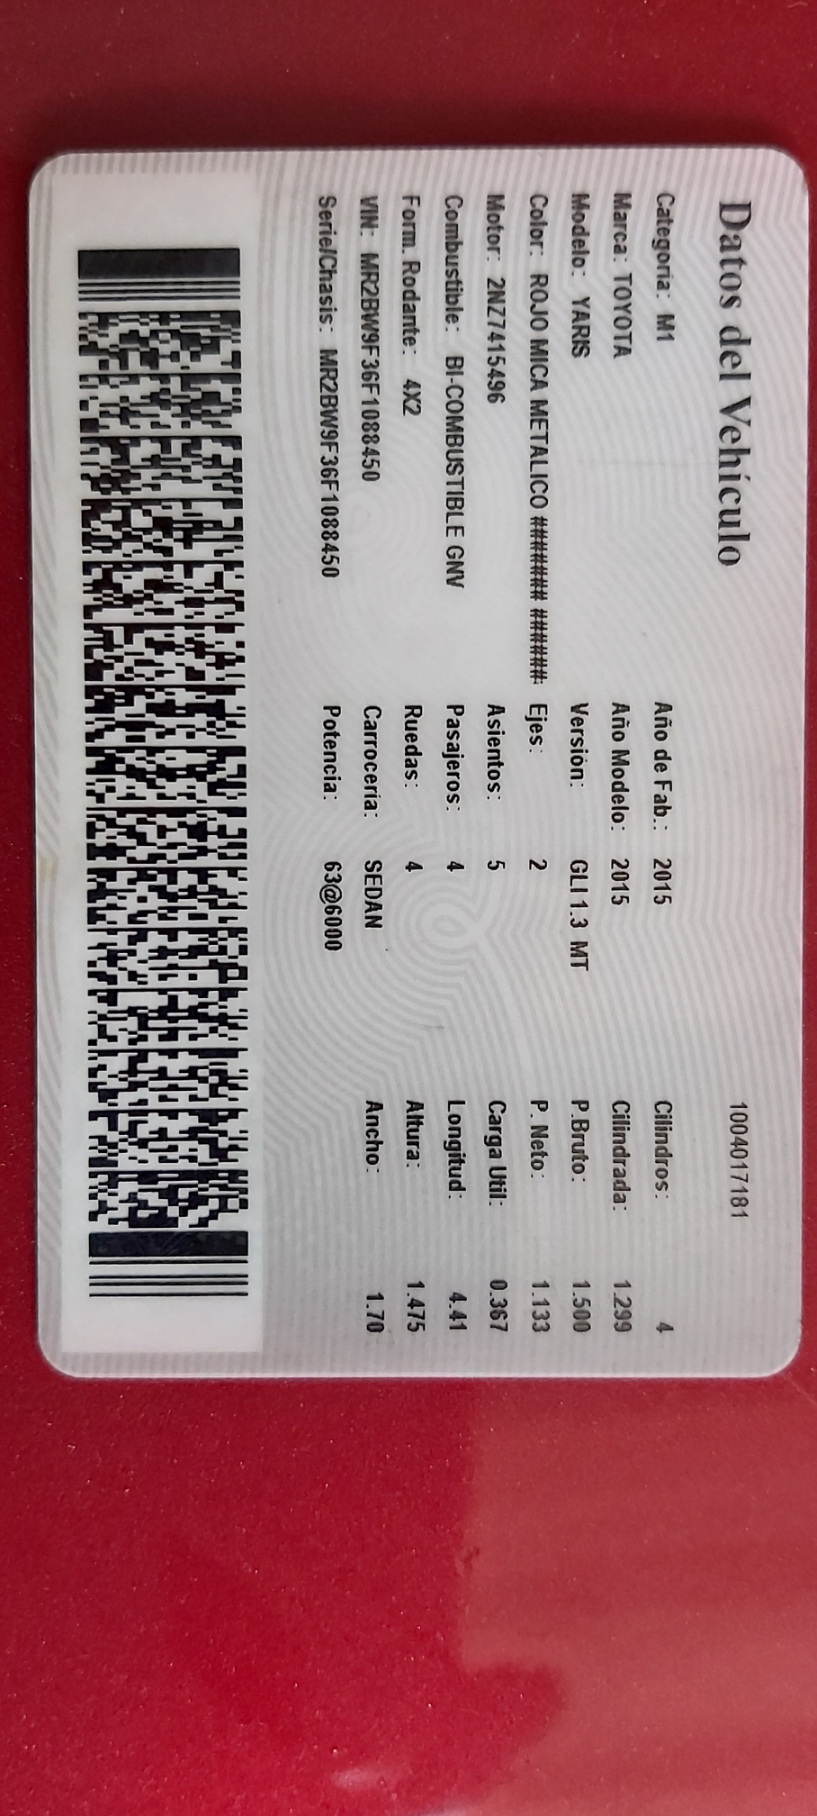 Datos del Vehículo 1004017181
Categoría: M1 Año de Fab.: 2015 Cilindros: 4
Marca: TOYOTA Año Modelo: 2015 Cilindrada: 1.299
Modelo: YARIS Versión: GLI 1.3 MT P.Bruto: 1.500
Color: ROJO MICA METALICO ####### ###### Ejes: 2 P. Neto: 1.133
Motor: 2NZ7415496 Asientos: 5 Carga Util: 0.367
Combustible: BI-COMBUSTIBLE GNV Pasajeros: 4 Longitud: 4.41
Form. Rodante: 4X2 Ruedas: 4 Altura: 1.475
VIN: MR2BW9F36F1088450 Carrocería: SEDAN Ancho: 1.70
Serie/Chasis: MR2BW9F36F1088450 Potencia: 63@6000